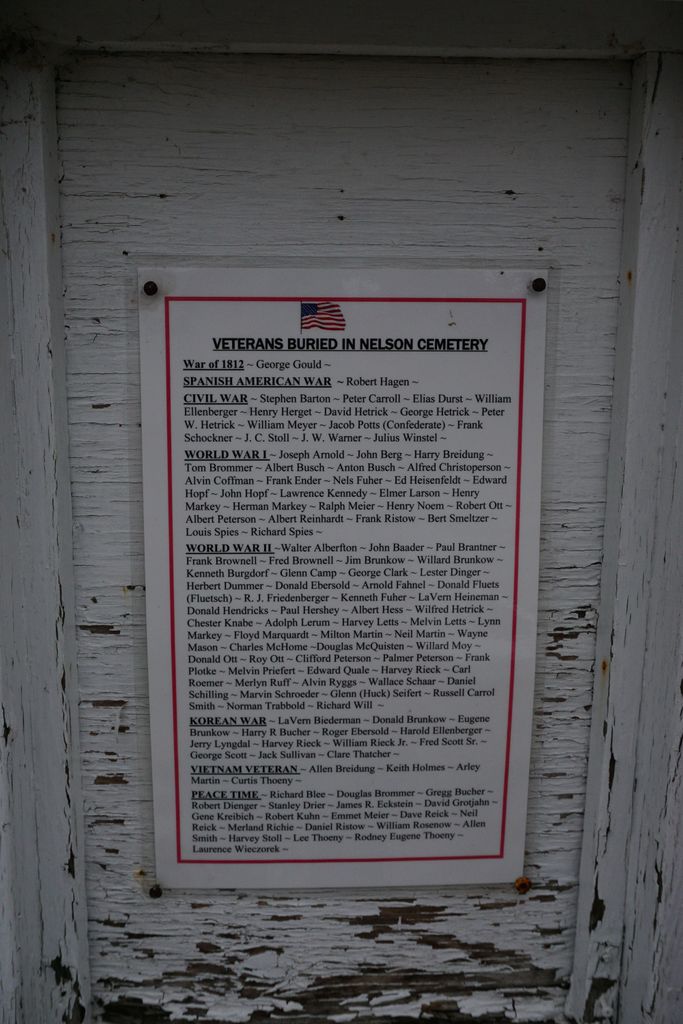 VETERANS BURIED IN NELSON CEMETERY
War of 1812 ~ George Gould ~
SPANISH AMERICAN WAR ~ Robert Hagen ~
CIVIL WAR ~ Stephen Barton ~ Peter Carroll ~ Elias Durst ~ William
Ellenberger ~ Henry Herget ~ David Hetrick ~ George Hetrick ~ Peter
W. Hetrick ~ William Meyer ~ Jacob Potts (Confederate) ~ Frank
Schockner ~ J. C. Stoll ~ J. W. Warner ~ Julius Winstel ~
WORLD WAR I ~ Joseph Arnold ~ John Berg ~ Harry Breidung ~
Tom Brommer ~ Albert Busch ~ Anton Busch ~ Alfred Christoperson ~
Alvin Coffman ~ Frank Ender ~ Nels Fuher ~ Ed Heisenfeldt ~ Edward
Hopf ~ John Hopf ~ Lawrence Kennedy ~ Elmer Larson ~ Henry
Markey ~ Herman Markey ~ Ralph Meier ~ Henry Noem ~ Robert Ott ~
Albert Peterson ~ Albert Reinhardt ~ Frank Ristow ~ Bert Smeltzer ~
Louis Spies ~ Richard Spies ~
WORLD WAR II ~Walter Alberfton ~ John Baader ~ Paul Brantner ~
Frank Brownell ~ Fred Brownell ~ Jim Brunkow ~ Willard Brunkow ~
Kenneth Burgdorf ~ Glenn Camp ~ George Clark ~ Lester Dinger ~
Herbert Dummer ~ Donald Ebersold ~ Arnold Fahnel ~ Donald Fluets
(Fluetsch) ~ R. J. Friedenberger ~ Kenneth Fuher ~ LaVern Heineman ~
Donald Hendricks ~ Paul Hershey ~ Albert Hess ~ Wilfred Hetrick ~
Chester Knabe ~ Adolph Lerum ~ Harvey Letts ~ Melvin Letts ~ Lynn
Markey ~ Floyd Marquardt ~ Milton Martin ~ Neil Martin ~ Wayne
Mason ~ Charles McHome ~Douglas McQuisten ~ Willard Moy ~
Donald Ott ~ Roy Ott ~ Clifford Peterson ~ Palmer Peterson ~ Frank
Plotke ~ Melvin Priefert ~ Edward Quale ~ Harvey Rieck ~ Carl
Roemer ~ Merlyn Ruff ~ Alvin Ryggs ~ Wallace Schaar ~ Daniel
Schilling ~ Marvin Schroeder ~ Glenn (Huck) Seifert ~ Russell Carrol
Smith ~ Norman Trabbold ~ Richard Will ~
KOREAN WAR ~ LaVern Biederman ~ Donald Brunkow ~ Eugene
Brunkow ~ Harry R Bucher ~ Roger Ebersold ~ Harold Ellenberger ~
Jerry Lyngdal ~ Harvey Rieck ~ William Rieck Jr. ~ Fred Scott Sr. ~
George Scott ~ Jack Sullivan ~ Clare Thatcher ~
VIETNAM VETERAN ~ Allen Breidung ~ Keith Holmes ~ Arley
Martin ~ Curtis Thoeny ~
PEACE TIME ~ Richard Blee ~ Douglas Brommer ~ Gregg Bucher ~
Robert Dienger ~ Stanley Drier ~ James R. Eckstein ~ David Grotjahn ~
Gene Kreibich ~ Robert Kuhn ~ Emmet Meier ~ Dave Reick ~ Neil
Reick ~ Merland Richie ~ Daniel Ristow ~ William Rosenow ~ Allen
Smith ~ Harvey Stoll ~ Lee Thoeny ~ Rodney Eugene Thoeny ~
Laurence Wieczorek ~